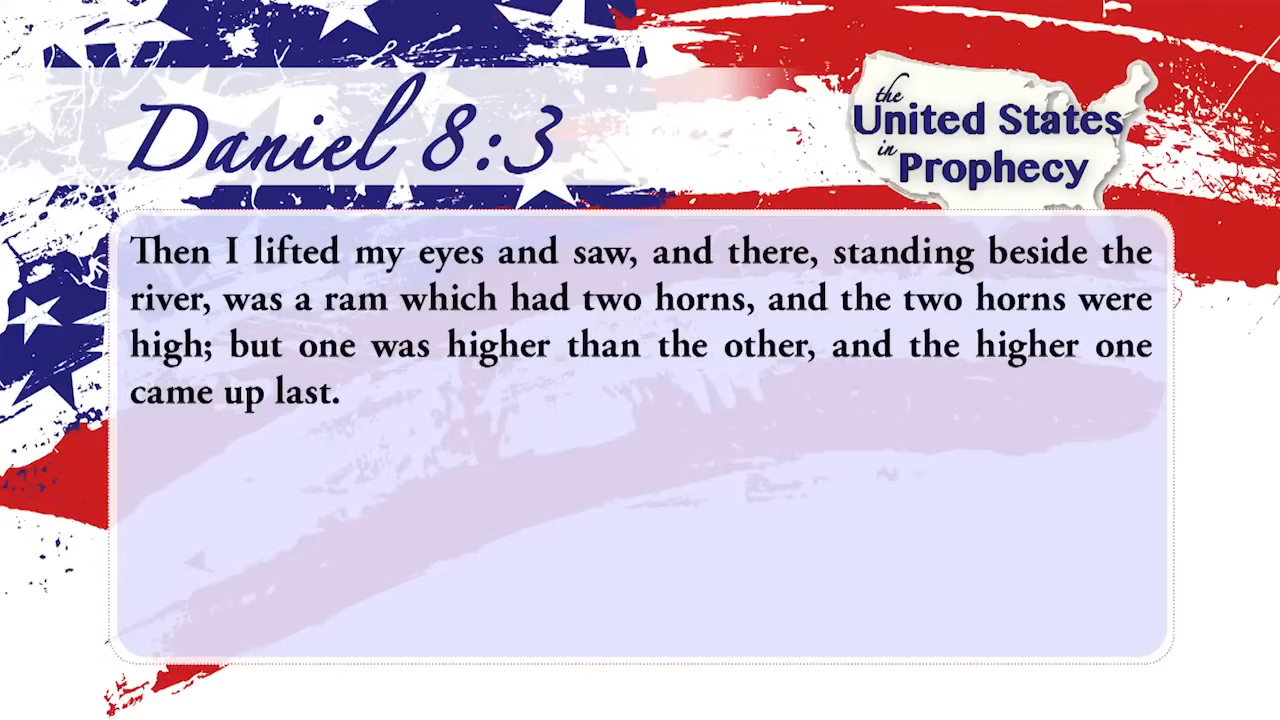 Daniel 8:3
the
United States
in
Prophecy
Then I lifted my eyes and saw, and there, standing beside the
river, was a ram which had two horns, and the two horns were
high; but one was higher than the other, and the higher one
came up last.